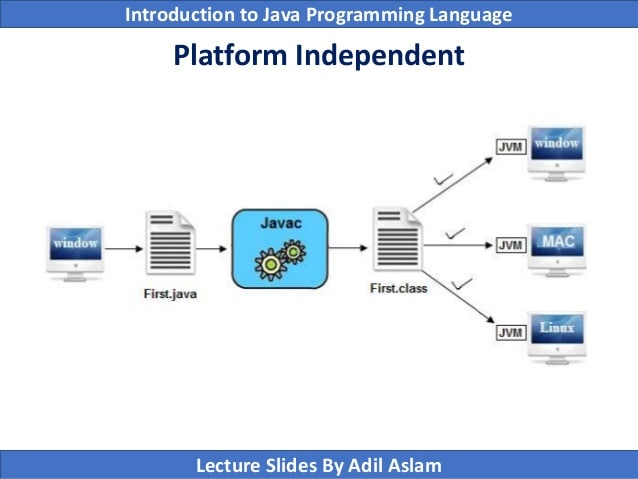 Introduction to Java Programming Language
Platform Independent
JVM window
Javac
window
JVM MAC
First.java
First.class
JVM Linux
Lecture Slides By Adil Aslam